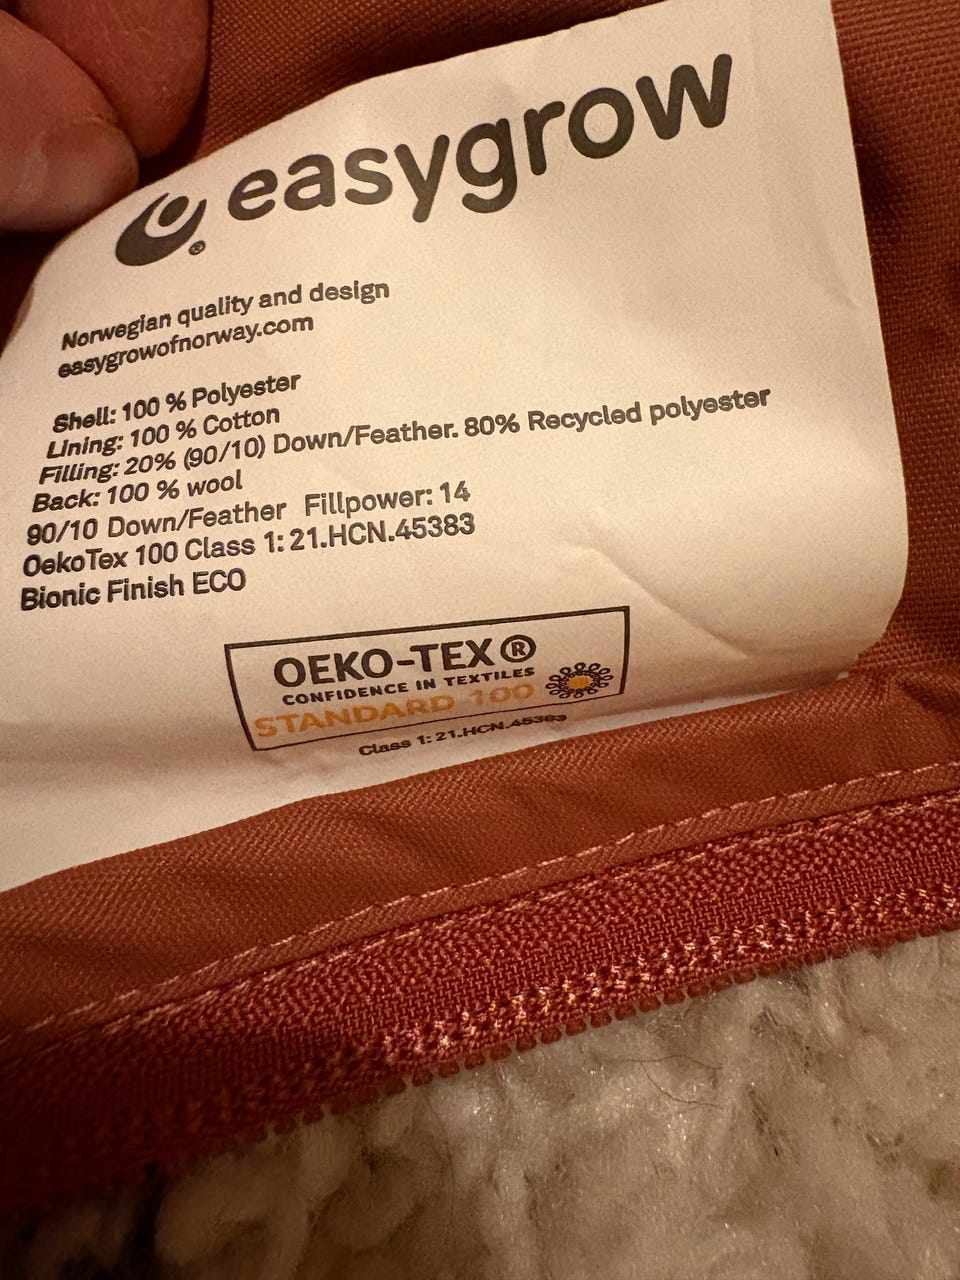 easygrow
®
Norwegian quality and design
easygrowofnorway.com
Shell: 100 % Polyester
Lining: 100 % Cotton
Filling: 20% (90/10) Down/Feather. 80% Recycled polyester
Back: 100 % wool
90/10 Down/Feather Fillpower: 14
OekoTex 100 Class 1: 21.HCN.45383
Bionic Finish ECO
OEKO-TEX®
CONFIDENCE IN TEXTILES
STANDARD 100
Class 1: 21.HCN.45383